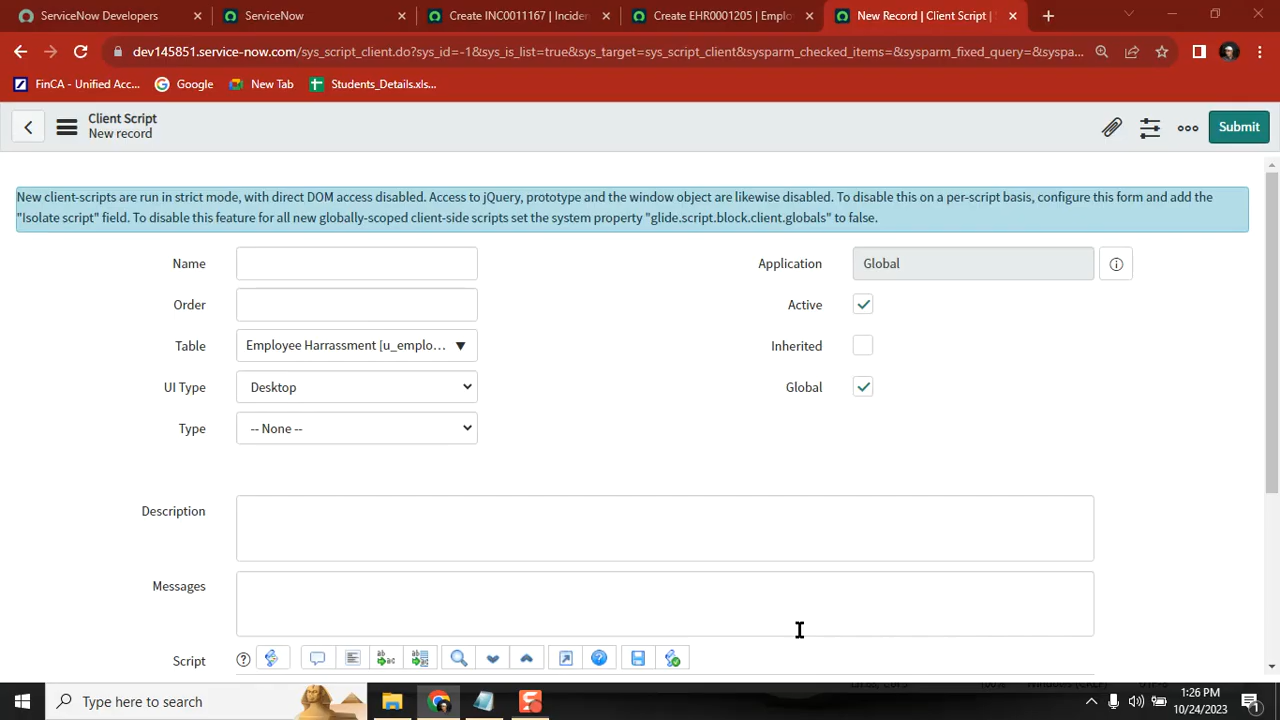 ServiceNow Developers
ServiceNow
Create INC0011167 | Inciden
Create EHR0001205 | Employ
New Record | Client Script |
dev145851.service-now.com/sys_script_client.do?sys_id=-1&sys_is_list=true&sys_target=sys_script_client&sysparm_checked_items=&sysparm_fixed_query=&syspa...
FinCA - Unified Acc...
Google
New Tab
Students_Details.xls...
Client Script
New record
Submit
New client-scripts are run in strict mode, with direct DOM access disabled. Access to jQuery, prototype and the window object are likewise disabled. To disable this on a per-script basis, configure this form and add the
"Isolate script" field. To disable this feature for all new globally-scoped client-side scripts set the system property "glide.script.block.client.globals" to false.
Name
Application
Global
Order
Active
Table
Employee Harrassment [u_emplo...
Inherited
UI Type
Desktop
Global
Type
-- None --
Description
Messages
Script
Type here to search
1:26 PM
10/24/2023